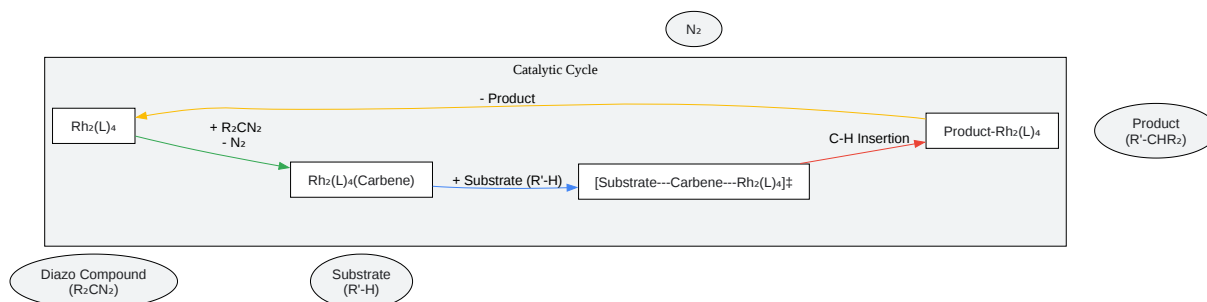 N₂
Catalytic Cycle
- Product
Rh₂(L)₄
+ R₂CN₂
- N₂
C-H Insertion
Product-Rh₂(L)₄
Product
(R'-CHR₂)
Rh₂(L)₄(Carbene)
+ Substrate (R'-H)
[Substrate---Carbene---Rh₂(L)₄]‡
Diazo Compound
(R₂CN₂)
Substrate
(R'-H)